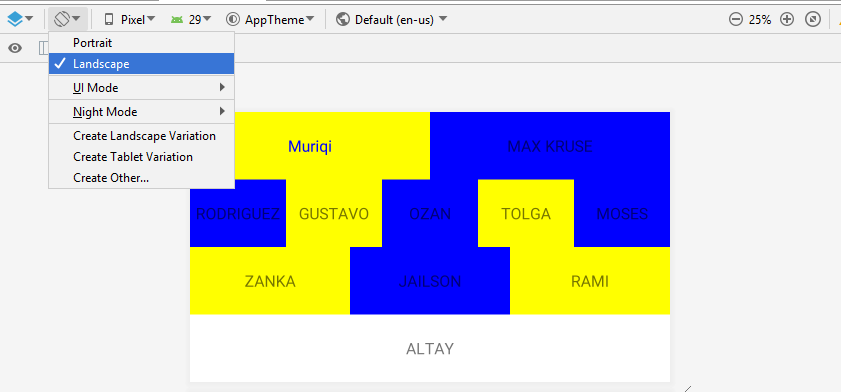 Pixel 29 AppTheme Default (en-us) 25%
Portrait
Landscape
UI Mode
Night Mode
Create Landscape Variation
Create Tablet Variation
Create Other...
Muriqi MAX KRUSE
RODRIGUEZ GUSTAVO OZAN TOLGA MOSES
ZANKA JAILSON RAMI
ALTAY